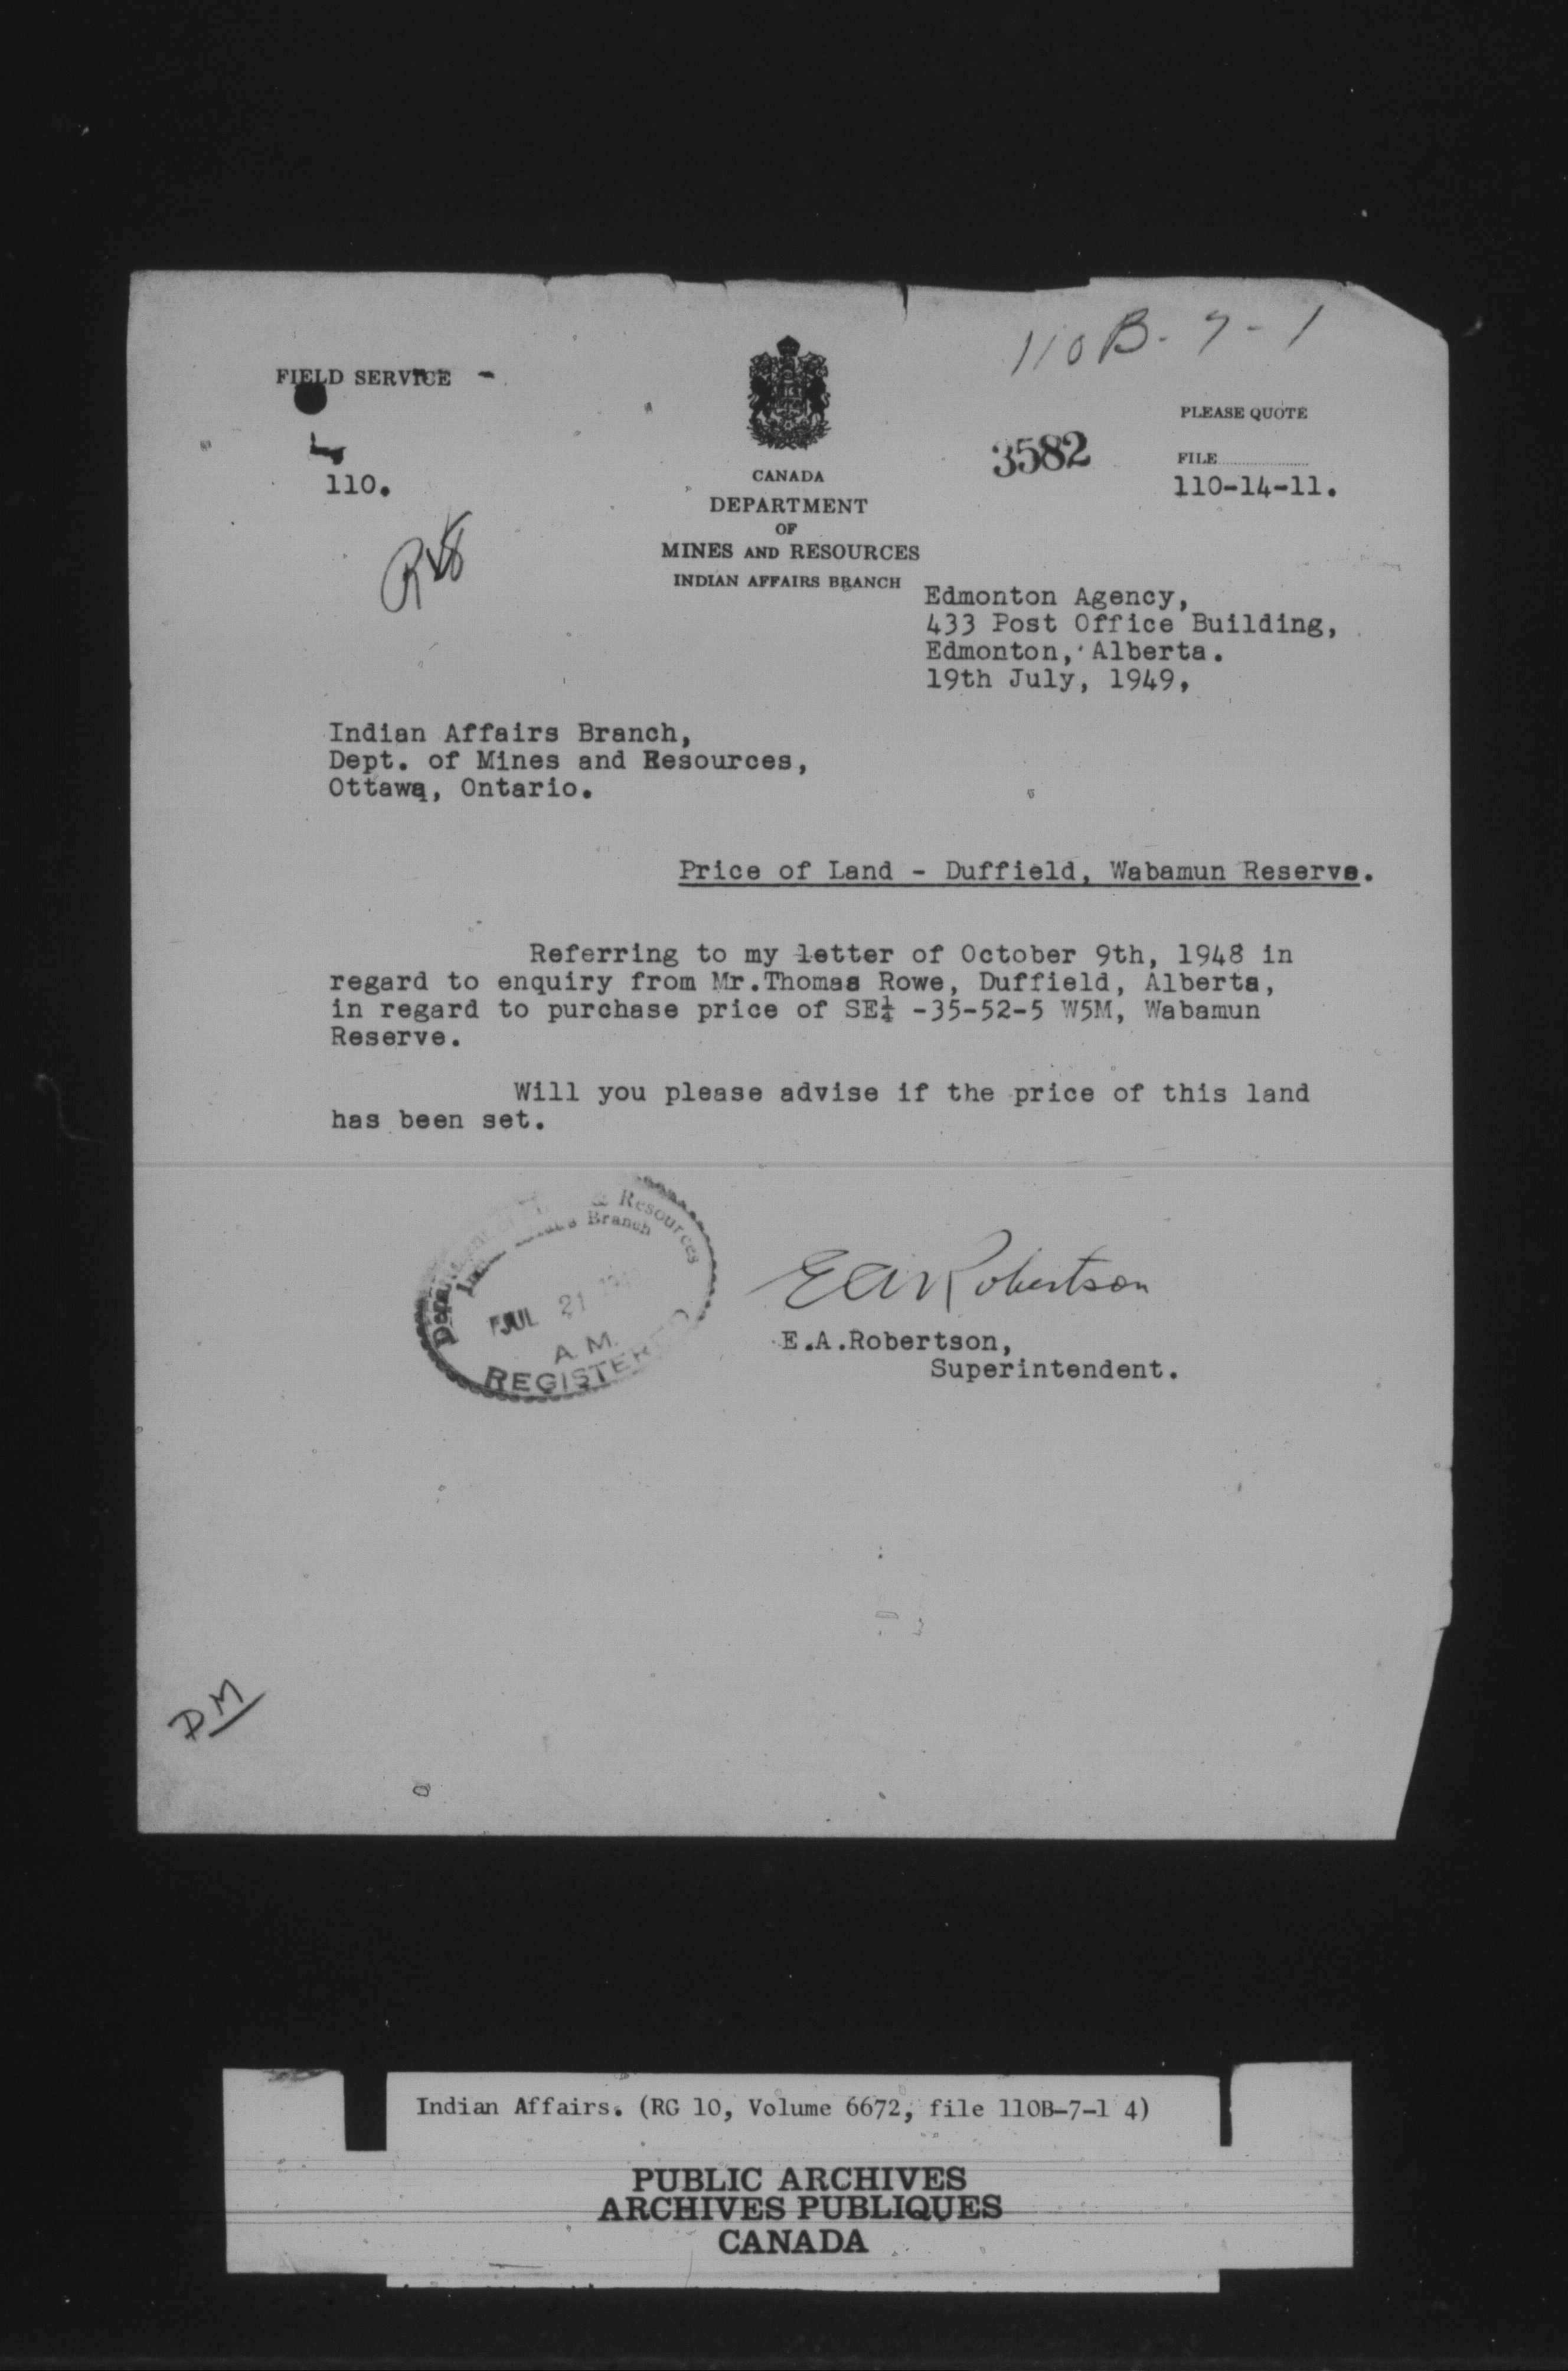 110B-7-1
FIELD SERVICE
PLEASE QUOTE
3582
FILE
110.
110-14-11.
CANADA
DEPARTMENT
OF
MINES AND RESOURCES
INDIAN AFFAIRS BRANCH
Edmonton Agency,
433 Post Office Building,
Edmonton, Alberta.
19th July, 1949,
Indian Affairs Branch,
Dept. of Mines and Resources,
Ottawa, Ontario.
Price of Land - Duffield, Wabamun Reserve.
Referring to my letter of October 9th, 1948 in
regard to enquiry from Mr.Thomas Rowe, Duffield, Alberta,
in regard to purchase price of SE¼ -35-52-5 W5M, Wabamun
Reserve.
Will you please advise if the price of this land
has been set.
& Resources
Branch
JUL 21
A. M.
REGISTERED
E A Robertson
E.A.Robertson,
Superintendent.
DM
Indian Affairs. (RG 10, Volume 6672, file 110B-7-1 4)
PUBLIC ARCHIVES
ARCHIVES PUBLIQUES
CANADA